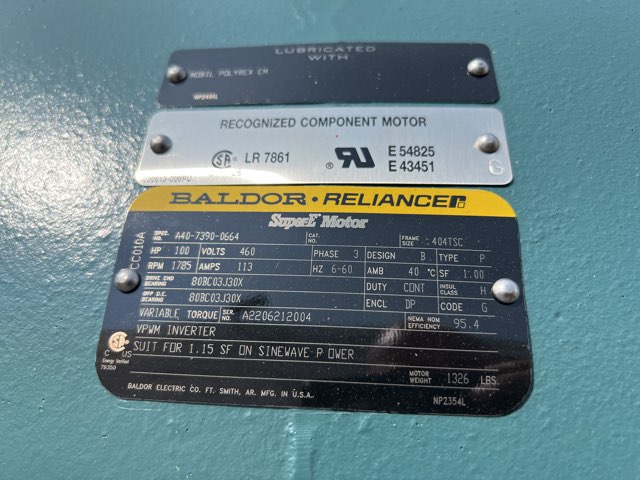 LUBRICATED
WITH
MOBIL POLYREX EM
NP2494L
RECOGNIZED COMPONENT MOTOR
LR 7861
E 54825
E 43451
G
BALDOR · RELIANCE
Super-E Motor
CC010A
SPEC. NO. A40-7390-0664 CAT. NO. FRAME SIZE 404TSC
HP 100 VOLTS 460 PHASE 3 DESIGN B TYPE P
RPM 1785 AMPS 113 HZ 6-60 AMB 40 °C SF 1.00
DRIVE END BEARING 80BC03J30X DUTY CONT INSUL. CLASS H
OPP D.E. BEARING 80BC03J30X ENCL DP CODE G
VARIABLE TORQUE SER. NO. A2206212004 NEMA NOM EFFICIENCY 95.4
VPWM INVERTER
SUIT FOR 1.15 SF ON SINEWAVE POWER
C US
Energy Verified
MOTOR WEIGHT 1326 LBS.
BALDOR ELECTRIC CO. FT. SMITH, AR. MFG. IN U.S.A.
NP2354L